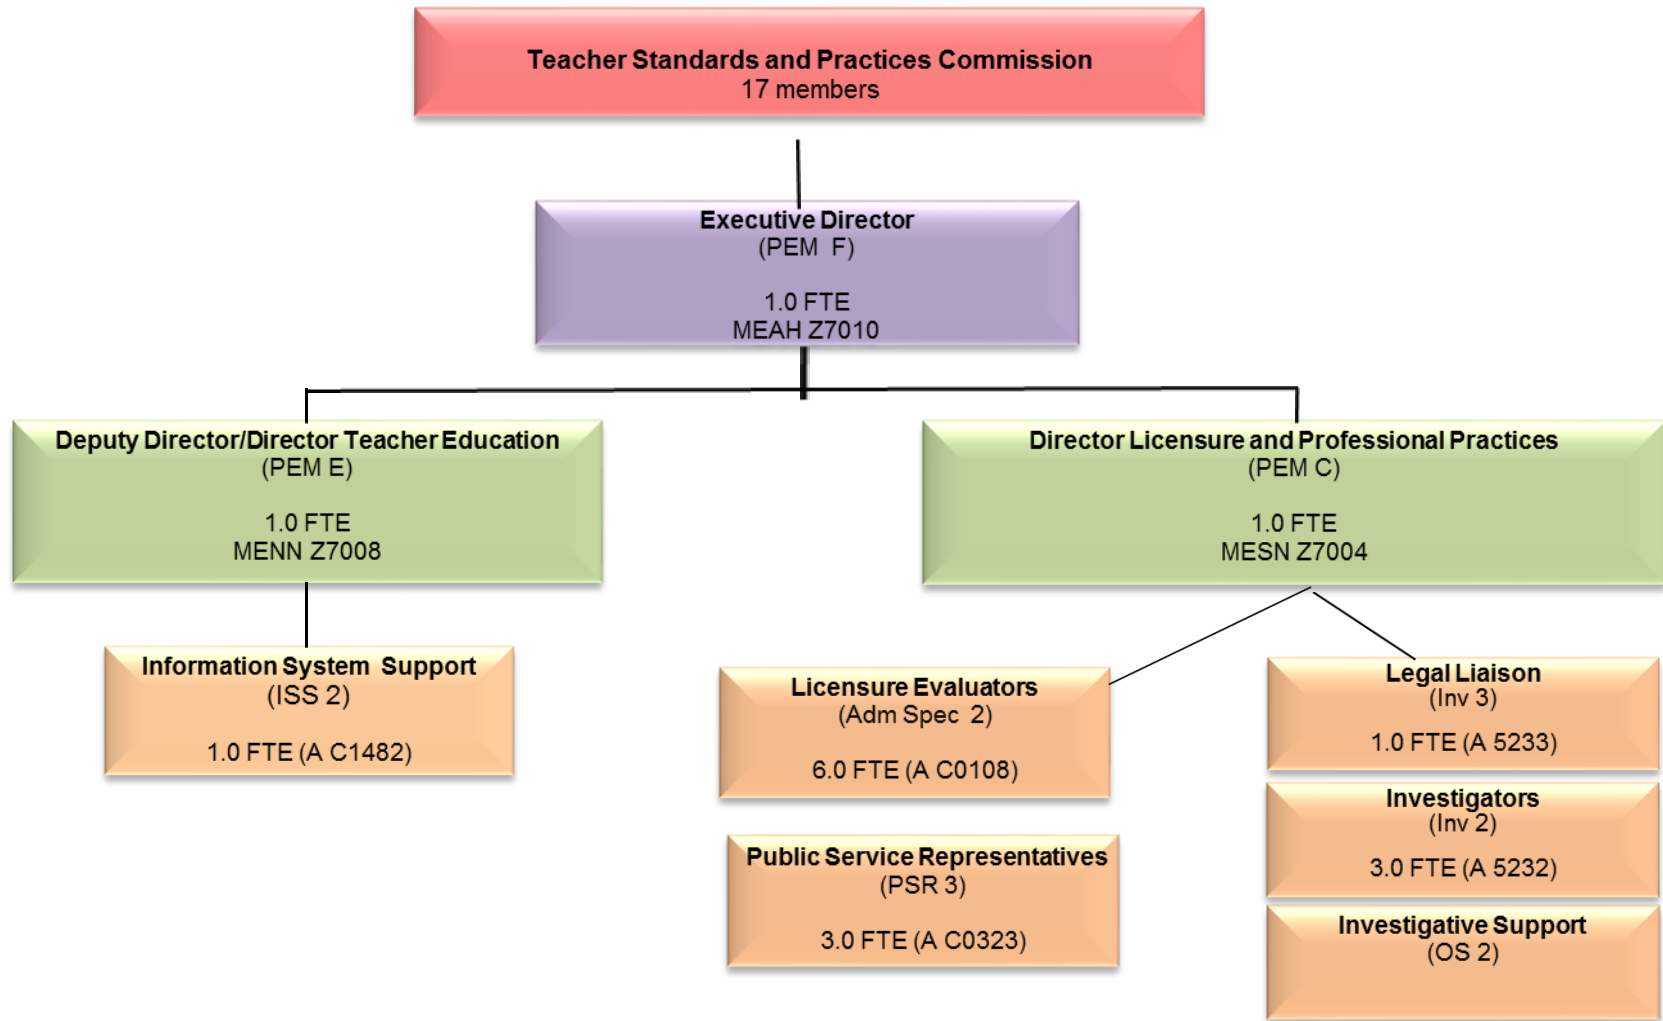 Teacher Standards and Practices Commission
17 members
Executive Director
(PEM F)
1.0 FTE
MEAH Z7010
Deputy Director/Director Teacher Education
(PEM E)
1.0 FTE
MENN Z7008
Director Licensure and Professional Practices
(PEM C)
1.0 FTE
MESN Z7004
Information System Support
(ISS 2)
1.0 FTE (A C1482)
Licensure Evaluators
(Adm Spec 2)
6.0 FTE (A C0108)
Public Service Representatives
(PSR 3)
3.0 FTE (A C0323)
Legal Liaison
(Inv 3)
1.0 FTE (A 5233)
Investigators
(Inv 2)
3.0 FTE (A 5232)
Investigative Support
(OS 2)